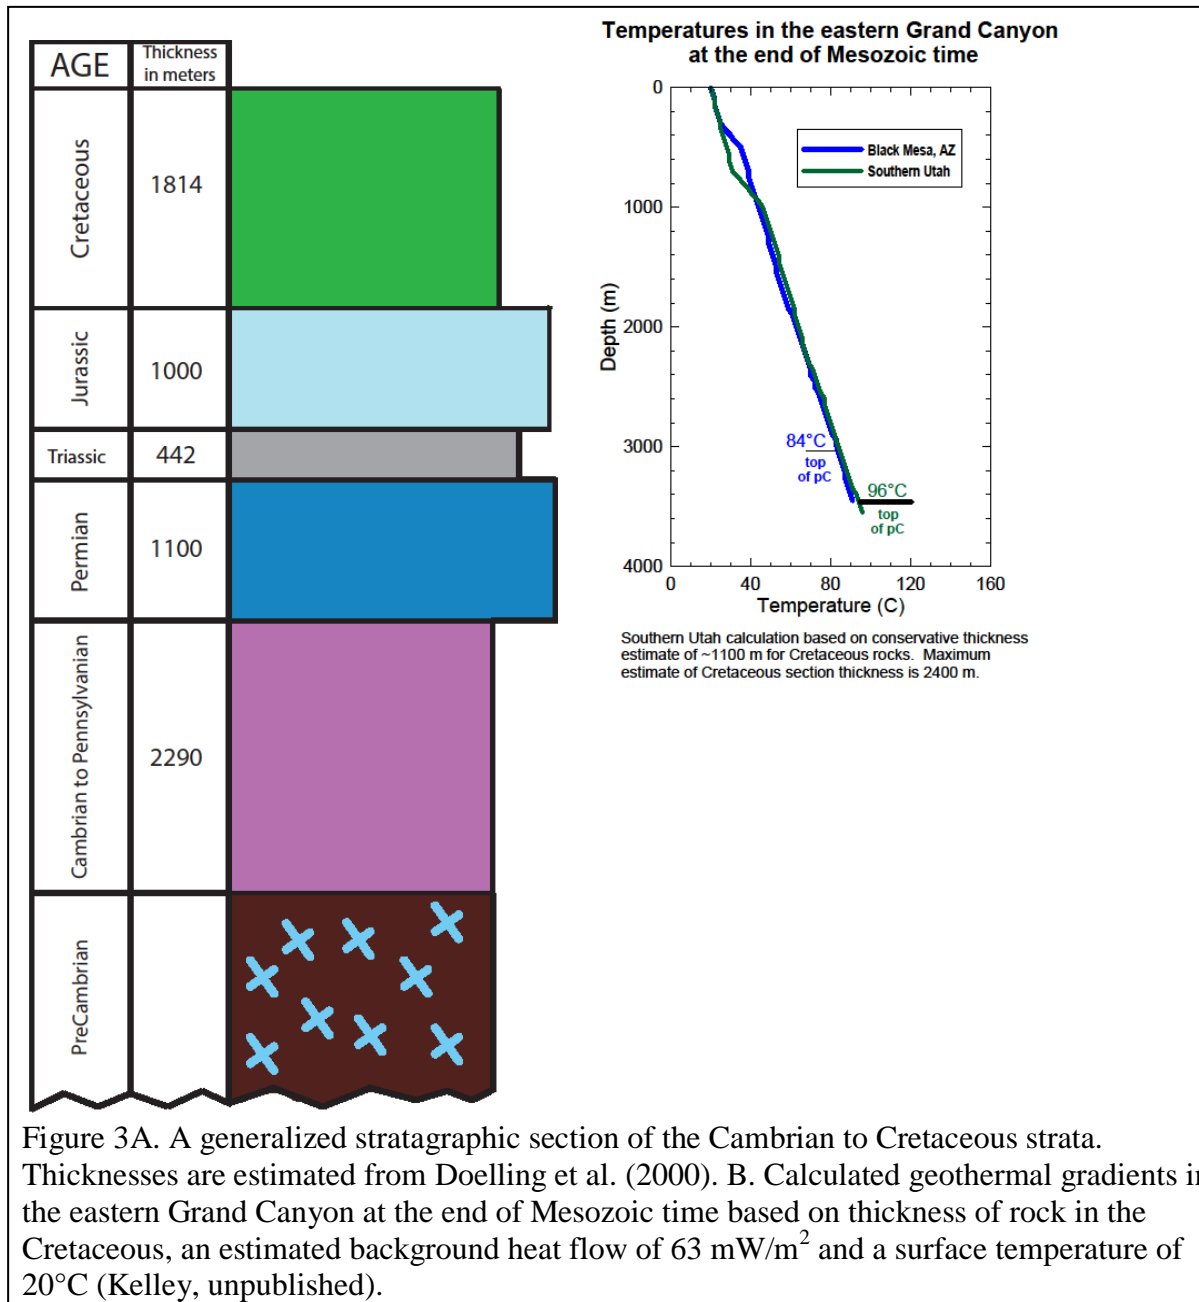 AGE
Thickness
in meters
Cretaceous
1814
Jurassic
1000
Triassic
442
Permian
1100
Cambrian to Pennsylvanian
2290
PreCambrian
Temperatures in the eastern Grand Canyon
at the end of Mesozoic time
0
1000
2000
3000
4000
Depth (m)
Black Mesa, AZ
Southern Utah
84°C
top
of pC
96°C
top
of pC
0 40 80 120 160
Temperature (C)
Southern Utah calculation based on conservative thickness
estimate of ~1100 m for Cretaceous rocks. Maximum
estimate of Cretaceous section thickness is 2400 m.
Figure 3A. A generalized stratagraphic section of the Cambrian to Cretaceous strata.
Thicknesses are estimated from Doelling et al. (2000). B. Calculated geothermal gradients in
the eastern Grand Canyon at the end of Mesozoic time based on thickness of rock in the
Cretaceous, an estimated background heat flow of 63 mW/m² and a surface temperature of
20°C (Kelley, unpublished).